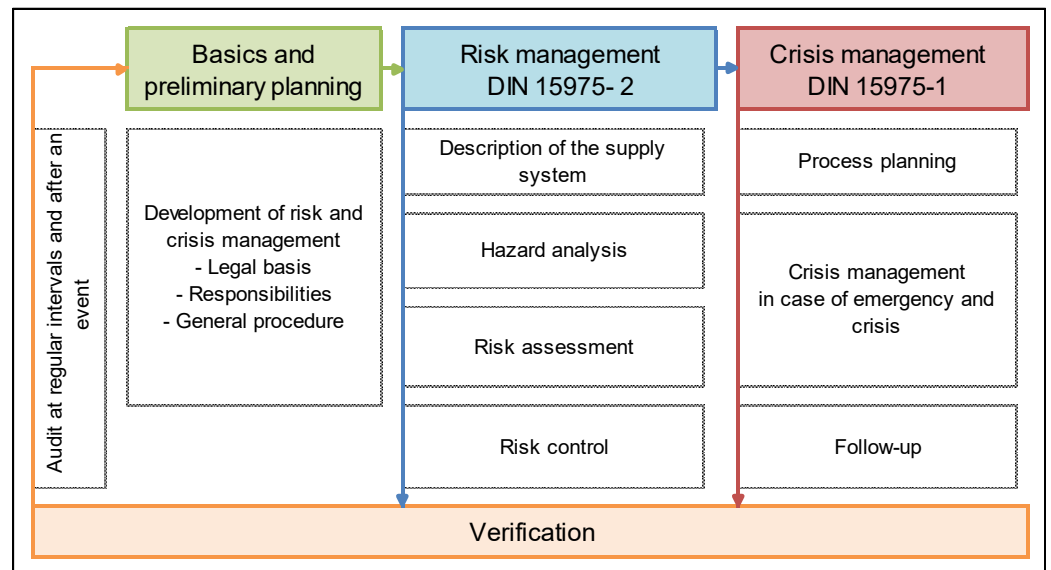 Basics and
preliminary planning
Risk management
DIN 15975- 2
Crisis management
DIN 15975-1
Audit at regular intervals and after an
event
Development of risk and
crisis management
- Legal basis
- Responsibilities
- General procedure
Description of the supply
system
Hazard analysis
Risk assessment
Risk control
Process planning
Crisis management
in case of emergency and
crisis
Follow-up
Verification